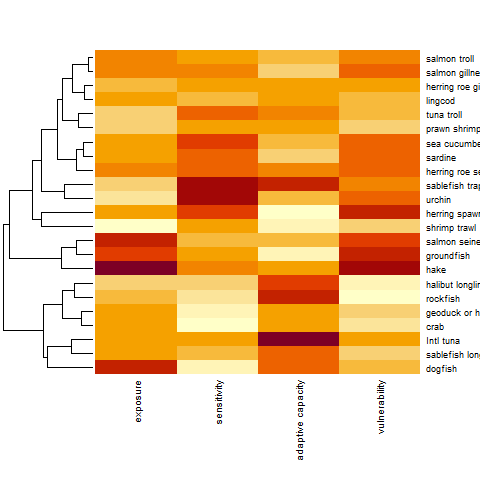 salmon troll
salmon gillne
herring roe gi
lingcod
tuna troll
prawn shrimp
sea cucumbe
sardine
herring roe se
sablefish trap
urchin
herring spawn
shrimp trawl
salmon seine
groundfish
hake
halibut longlin
rockfish
geoduck or h
crab
Intl tuna
sablefish long
dogfish
exposure
sensitivity
adaptive capacity
vulnerability